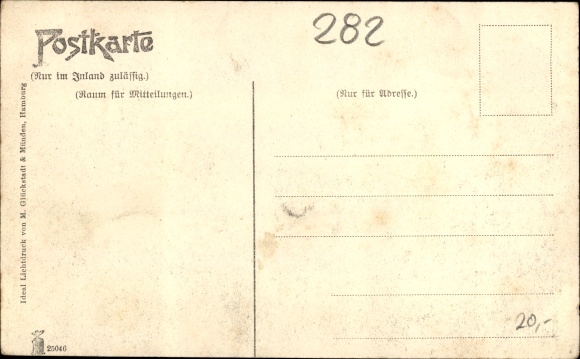 282
Postkarte
(Nur im Inland zulässig.)
(Raum für Mitteilungen.)
(Nur für Adresse.)
Ideal Lichtdruck von M. Glückstadt & Münden, Hamburg
20,-
25046